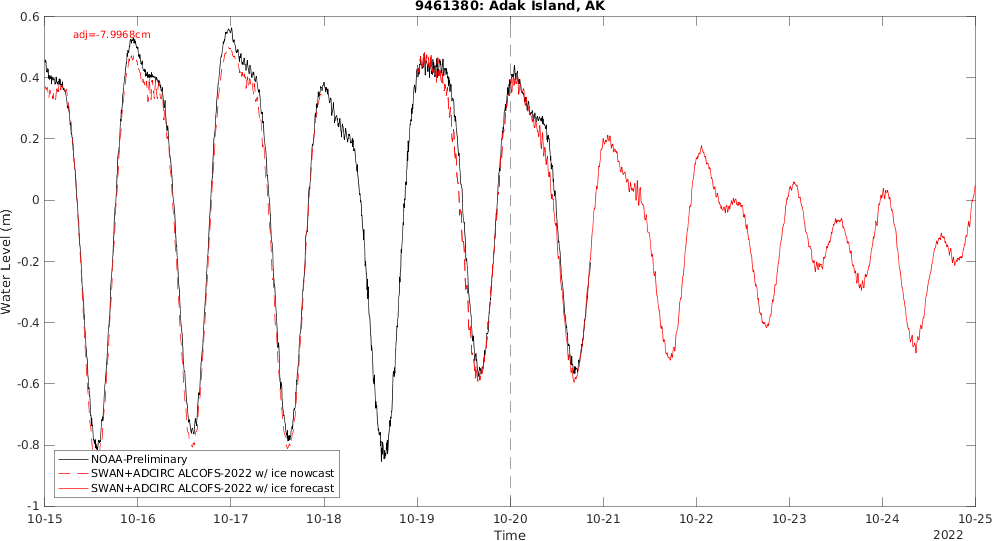 9461380: Adak Island, AK
adj=-7.9968cm
0.6
0.4
0.2
0
-0.2
-0.4
-0.6
-0.8
-1
Water Level (m)
NOAA-Preliminary
SWAN+ADCIRC ALCOFS-2022 w/ ice nowcast
SWAN+ADCIRC ALCOFS-2022 w/ ice forecast
10-15 10-16 10-17 10-18 10-19 10-20 10-21 10-22 10-23 10-24 10-25
Time
2022